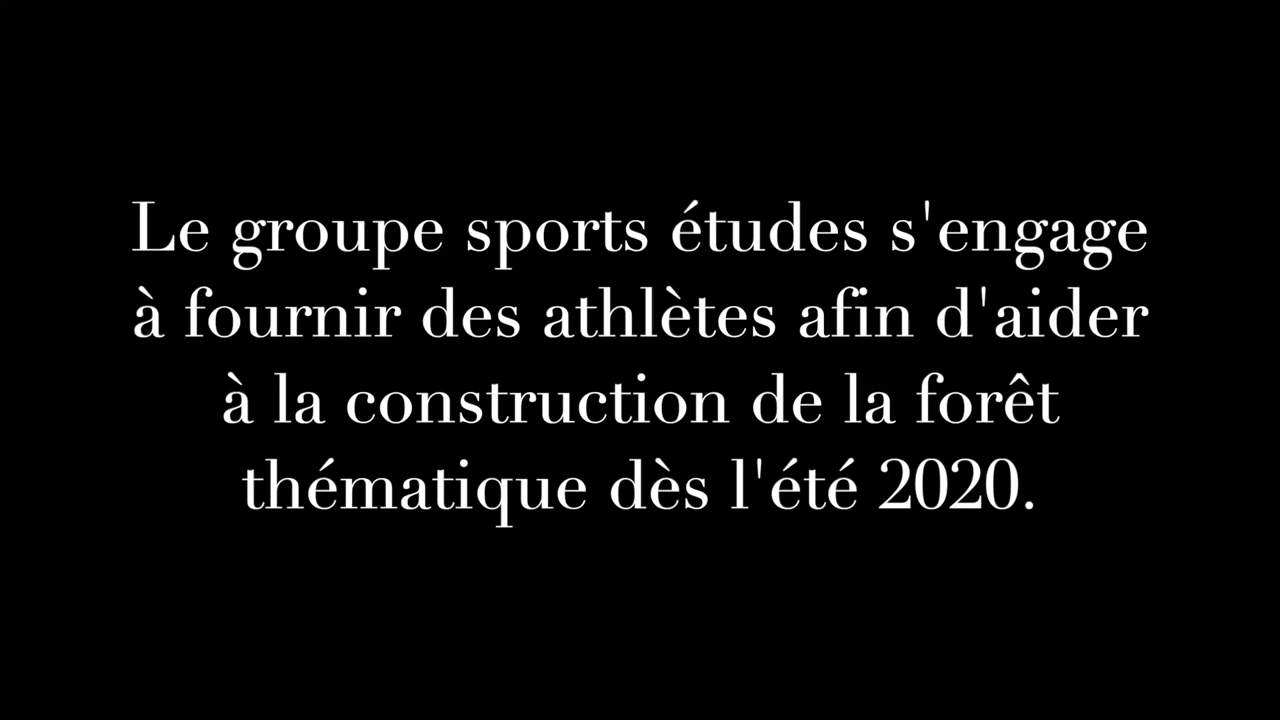 Le groupe sports études s'engage
à fournir des athlètes afin d'aider
à la construction de la forêt
thématique dès l'été 2020.